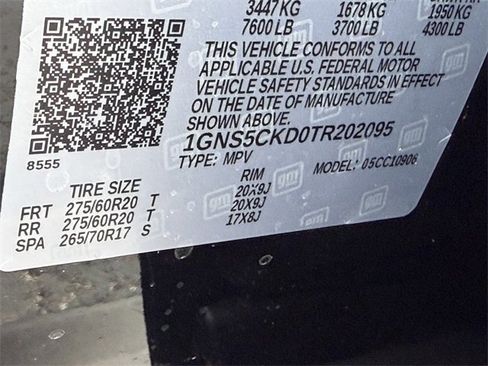 3447 KG 1678 KG 1950 KG
7600 LB 3700 LB 4300 LB
THIS VEHICLE CONFORMS TO ALL
APPLICABLE U.S. FEDERAL MOTOR
VEHICLE SAFETY STANDARDS IN EFFECT
ON THE DATE OF MANUFACTURE
SHOWN ABOVE.
1GNS5CKD0TR202095
8555
TYPE: MPV MODEL: 05CC10906
TIRE SIZE RIM
FRT 275/60R20 T 20X9J
RR 275/60R20 T 20X9J
SPA 265/70R17 S 17X8J
gm